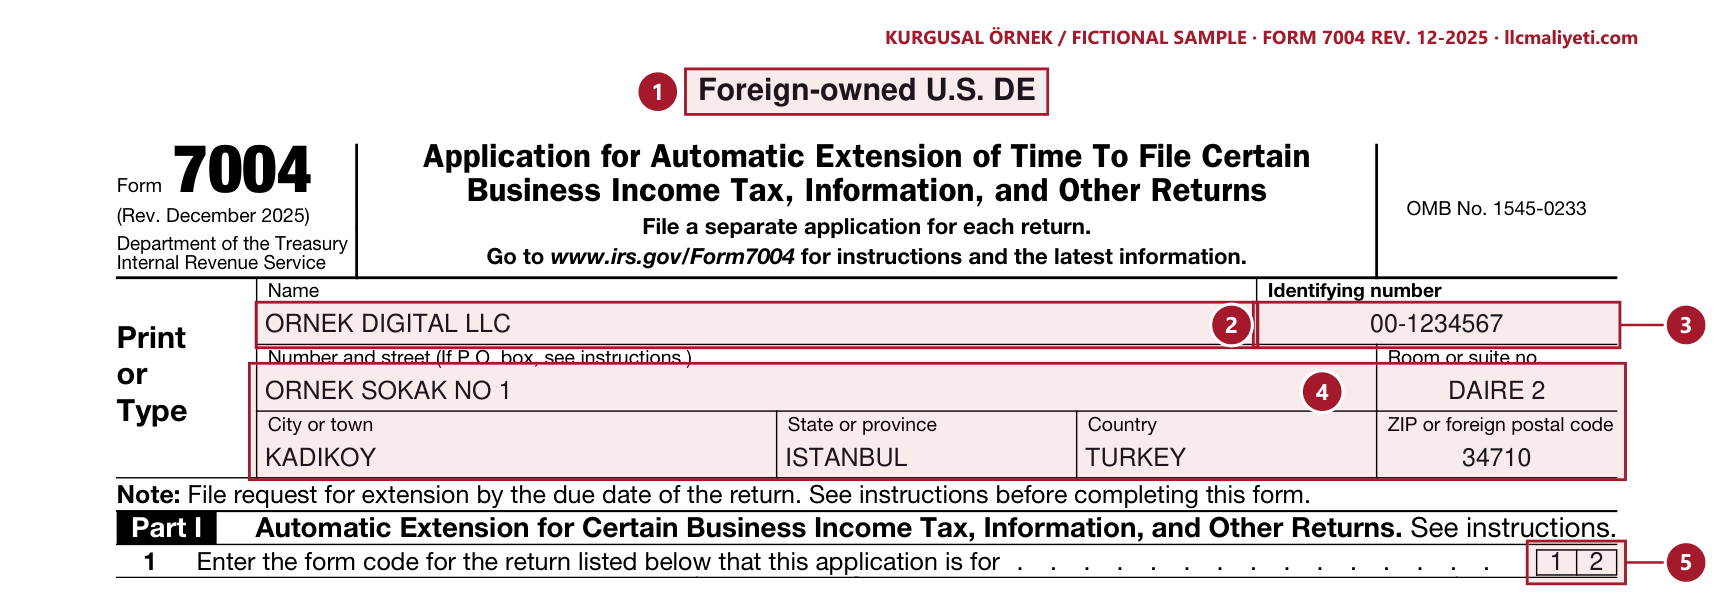 KURGUSAL ÖRNEK / FICTIONAL SAMPLE · FORM 7004 REV. 12-2025 · llcmaliyeti.com
1 Foreign-owned U.S. DE
Form 7004
(Rev. December 2025)
Department of the Treasury
Internal Revenue Service
Application for Automatic Extension of Time To File Certain
Business Income Tax, Information, and Other Returns
File a separate application for each return.
Go to www.irs.gov/Form7004 for instructions and the latest information.
OMB No. 1545-0233
Print
or
Type
Name
Identifying number
ORNEK DIGITAL LLC 2 00-1234567 3
Number and street (If P.O. box, see instructions.)
Room or suite no.
ORNEK SOKAK NO 1 4 DAIRE 2
City or town State or province Country ZIP or foreign postal code
KADIKOY ISTANBUL TURKEY 34710
Note: File request for extension by the due date of the return. See instructions before completing this form.
Part I Automatic Extension for Certain Business Income Tax, Information, and Other Returns. See instructions.
1 Enter the form code for the return listed below that this application is for . . . . . . . . . . . . . . . 1 2 5